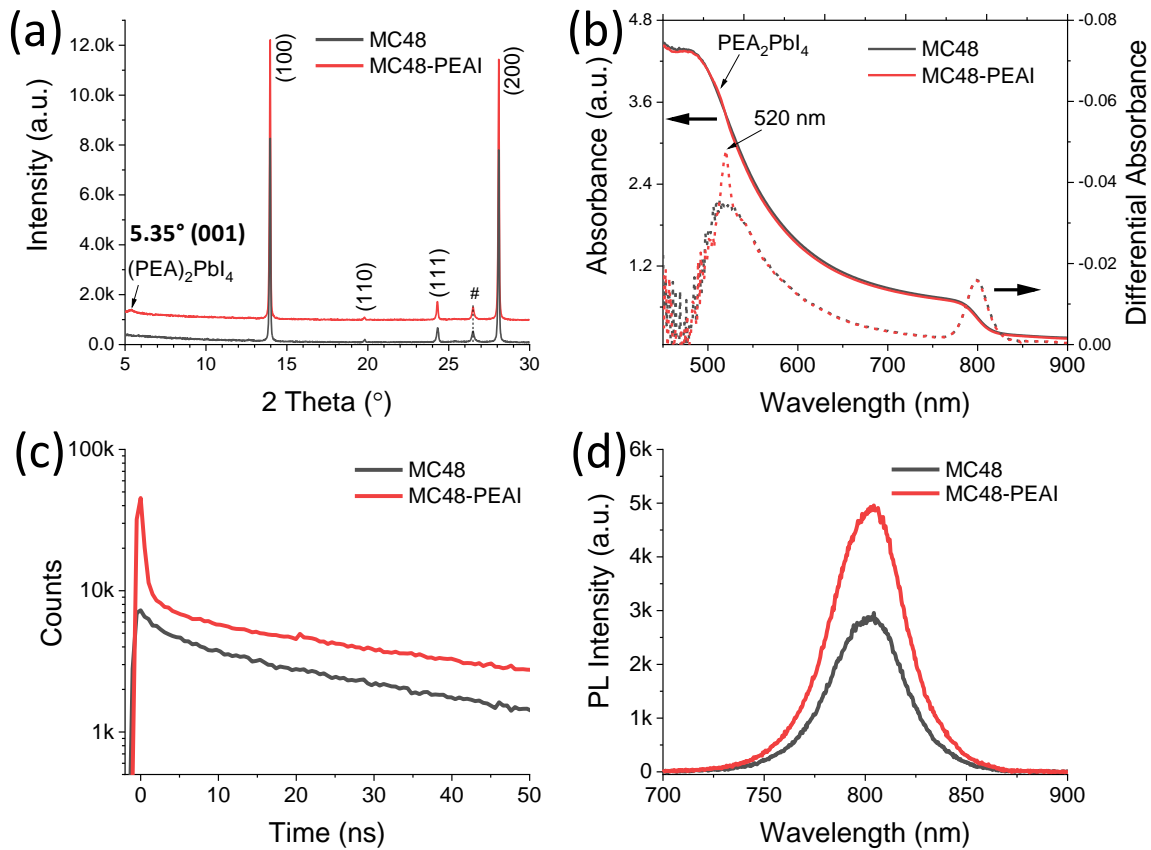 (a)
MC48
MC48-PEAI
(100)
(200)
5.35° (001)
(PEA)₂PbI₄
(110)
(111)
#
Intensity (a.u.)
12.0k
10.0k
8.0k
6.0k
4.0k
2.0k
0.0
5 10 15 20 25 30
2 Theta (°)
(b)
PEA₂PbI₄
MC48
MC48-PEAI
520 nm
Absorbance (a.u.)
4.8
3.6
2.4
1.2
-0.08
-0.06
-0.04
-0.02
0.00
Differential Absorbance
500 600 700 800 900
Wavelength (nm)
(c)
MC48
MC48-PEAI
Counts
100k
10k
1k
0 10 20 30 40 50
Time (ns)
(d)
MC48
MC48-PEAI
PL Intensity (a.u.)
6k
5k
4k
3k
2k
1k
0
700 750 800 850 900
Wavelength (nm)